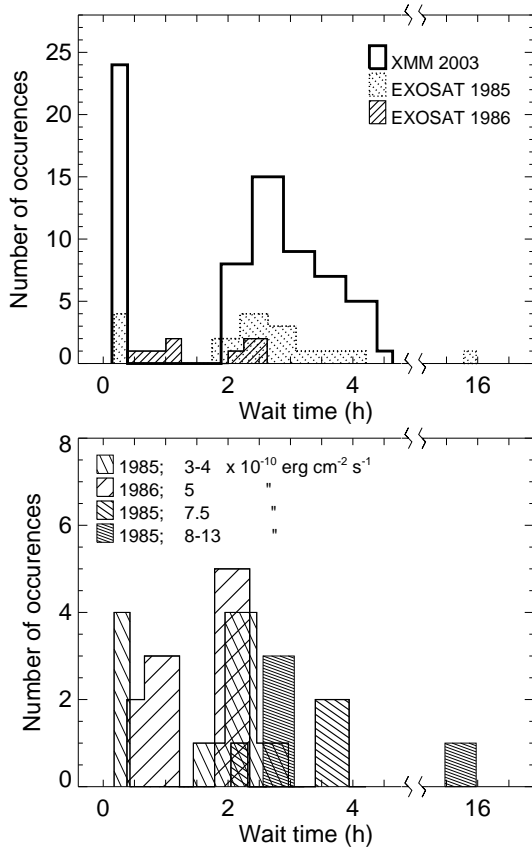 25
20
15
10
5
0
Number of occurences
XMM 2003
EXOSAT 1985
EXOSAT 1986
0 2 4 16
Wait time (h)
8
6
4
2
0
Number of occurences
1985; 3-4 x 10⁻¹⁰ erg cm⁻² s⁻¹
1986; 5 "
1985; 7.5 "
1985; 8-13 "
0 2 4 16
Wait time (h)